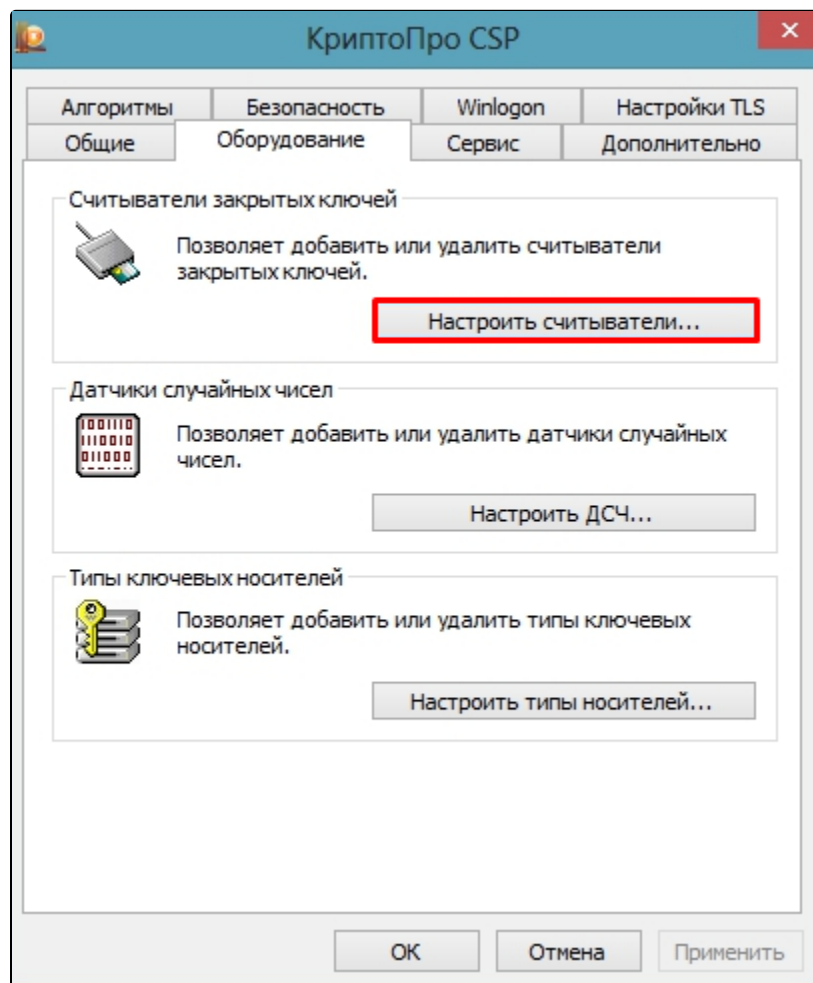 КриптоПро CSP
Алгоритмы Безопасность Winlogon Настройки TLS
Общие Оборудование Сервис Дополнительно
Считыватели закрытых ключей
Позволяет добавить или удалить считыватели
закрытых ключей.
Настроить считыватели...
Датчики случайных чисел
Позволяет добавить или удалить датчики случайных
чисел.
Настроить ДСЧ...
Типы ключевых носителей
Позволяет добавить или удалить типы ключевых
носителей.
Настроить типы носителей...
ОК Отмена Применить